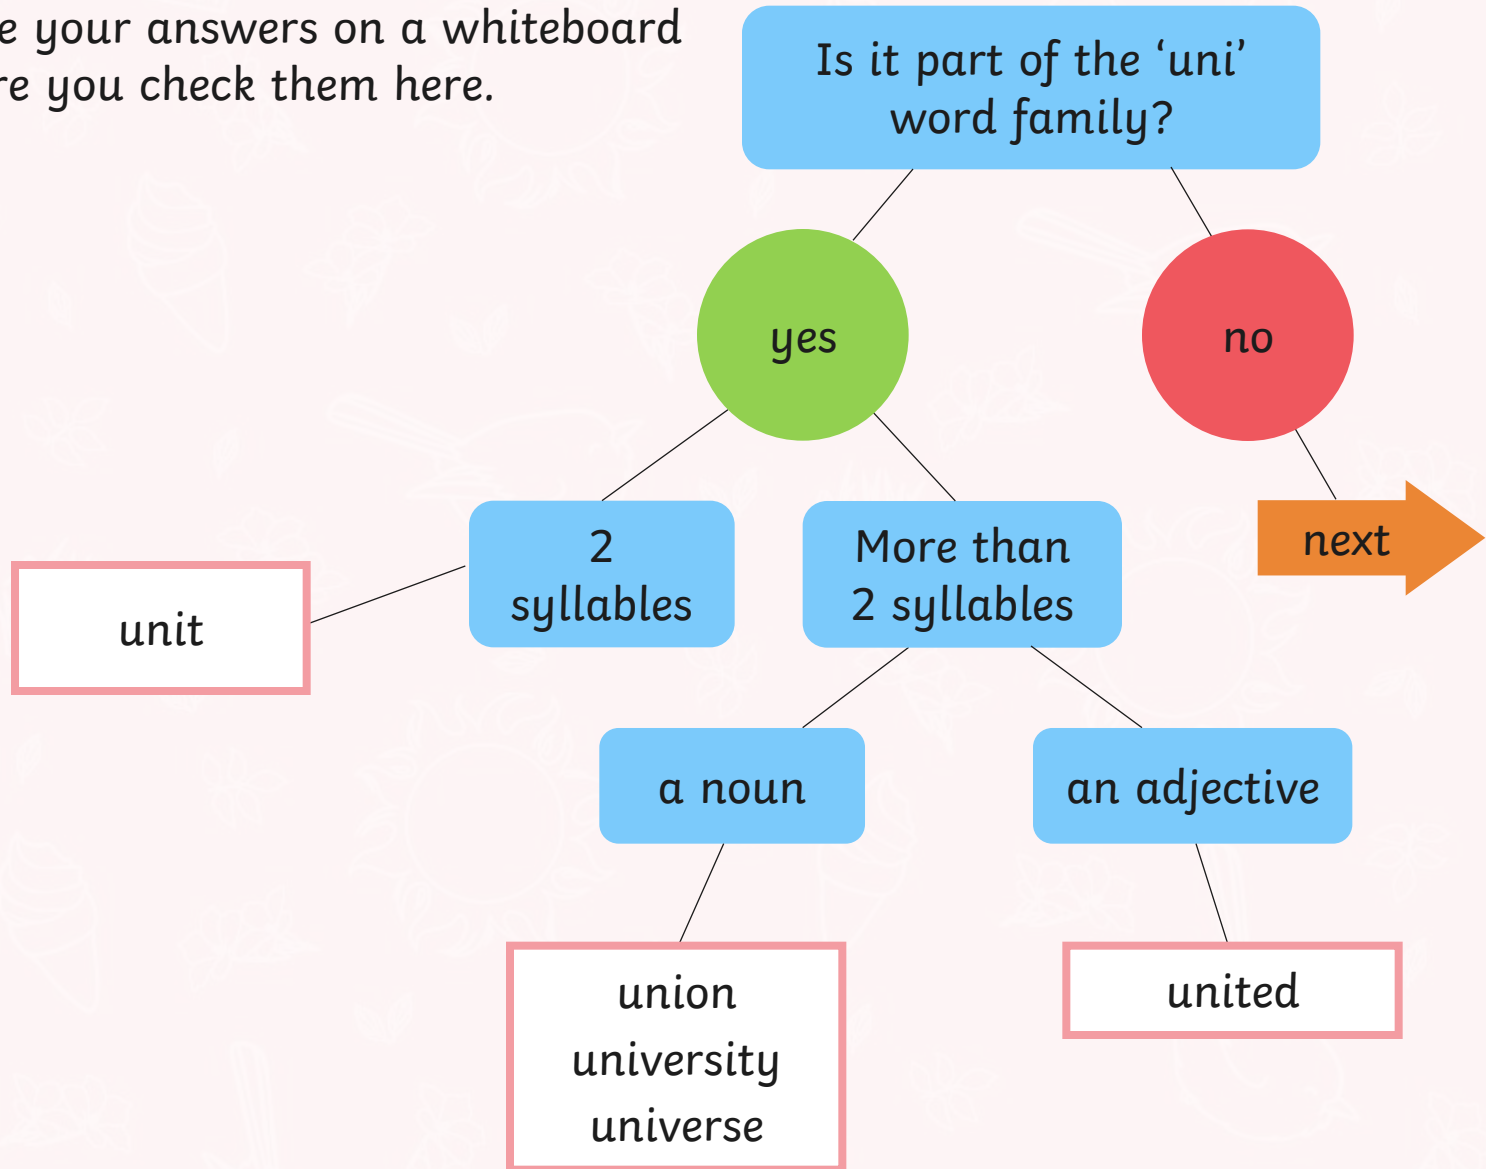 e your answers on a whiteboard
re you check them here.
Is it part of the ‘uni’
word family?
yes
no
2
syllables
More than
2 syllables
next
unit
a noun
an adjective
union
university
universe
united